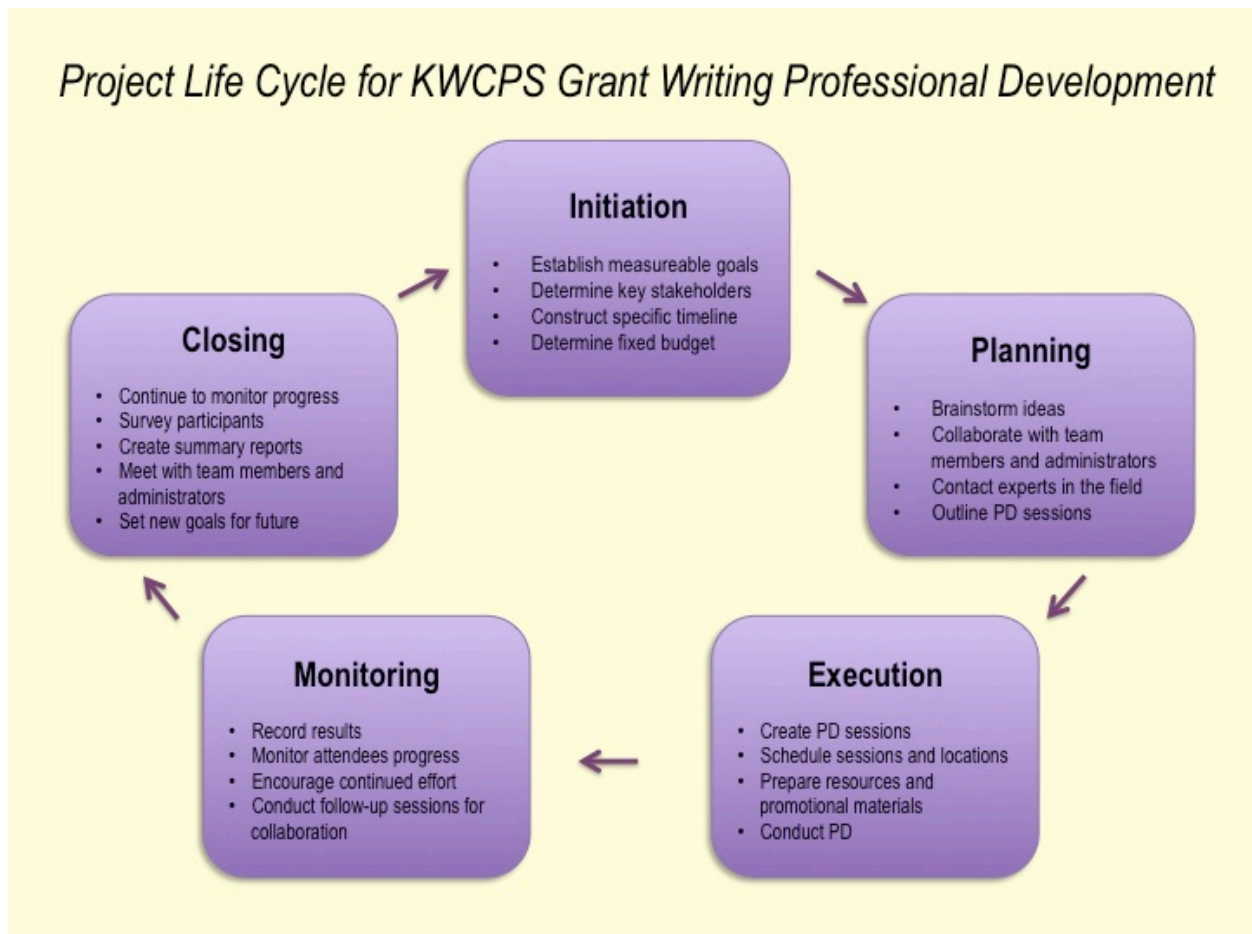 Project Life Cycle for KWCPS Grant Writing Professional Development
Initiation
• Establish measureable goals
• Determine key stakeholders
• Construct specific timeline
• Determine fixed budget
Planning
• Brainstorm ideas
• Collaborate with team
members and administrators
• Contact experts in the field
• Outline PD sessions
Execution
• Create PD sessions
• Schedule sessions and locations
• Prepare resources and
promotional materials
• Conduct PD
Monitoring
• Record results
• Monitor attendees progress
• Encourage continued effort
• Conduct follow-up sessions for
collaboration
Closing
• Continue to monitor progress
• Survey participants
• Create summary reports
• Meet with team members and
administrators
• Set new goals for future